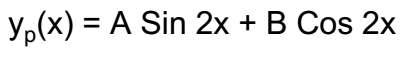 yₚ(x) = A Sin 2x + B Cos 2x